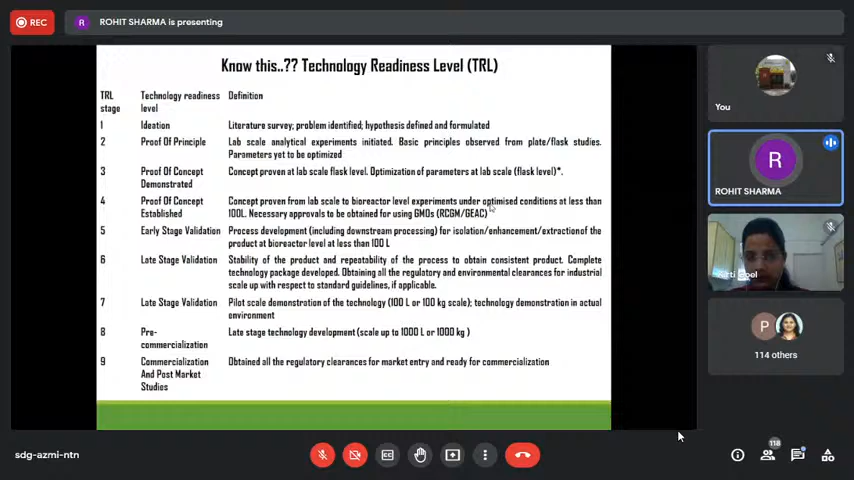 REC
R ROHIT SHARMA is presenting
Know this..?? Technology Readiness Level (TRL)
TRL stage Technology readiness level Definition
1 Ideation Literature survey; problem identified; hypothesis defined and formulated
2 Proof Of Principle Lab scale analytical experiments initiated. Basic principles observed from plate/flask studies.
Parameters yet to be optimized
3 Proof Of Concept Demonstrated Concept proven at lab scale flask level. Optimization of parameters at lab scale (flask level)*.
4 Proof Of Concept Established Concept proven from lab scale to bioreactor level experiments under optimised conditions at less than
100L. Necessary approvals to be obtained for using GMOs (RCGM/GEAC)
5 Early Stage Validation Process development (including downstream processing) for isolation/enhancement/extractionof the
product at bioreactor level at less than 100 L
6 Late Stage Validation Stability of the product and repeatability of the process to obtain consistent product. Complete
technology package developed. Obtaining all the regulatory and environmental clearances for industrial
scale up with respect to standard guidelines, if applicable.
7 Late Stage Validation Pilot scale demonstration of the technology (100 L or 100 kg scale); technology demonstration in actual
environment
8 Pre-commercialization Late stage technology development (scale up to 1000 L or 1000 kg )
9 Commercialization And Post Market Studies Obtained all the regulatory clearances for market entry and ready for commercialization
You
R
ROHIT SHARMA
Goel
P
114 others
sdg-azmi-ntn
CC
118